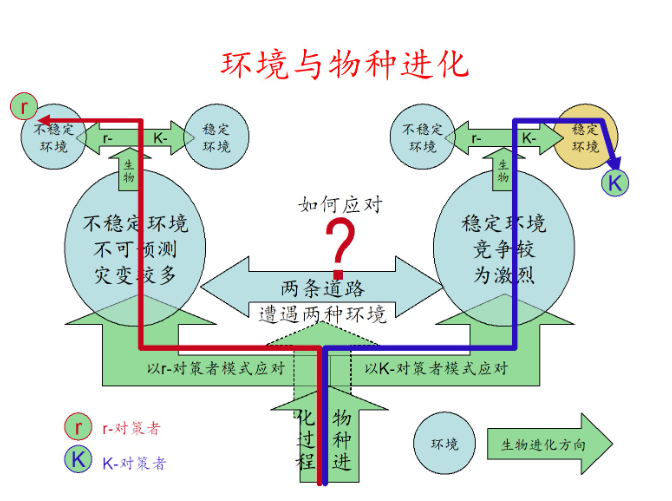 环境与物种进化
r
不稳定
环境
r-
K-
稳定
环境
生物
不稳定环境
不可预测
灾变较多
不稳定
环境
r-
K-
稳定
环境
K
生物
稳定环境
竞争较
为激烈
如何应对
?
两条道路
遭遇两种环境
以r-对策者模式应对
以K-对策者模式应对
物种进
化过程
r
r-对策者
K
K-对策者
环境
生物进化方向